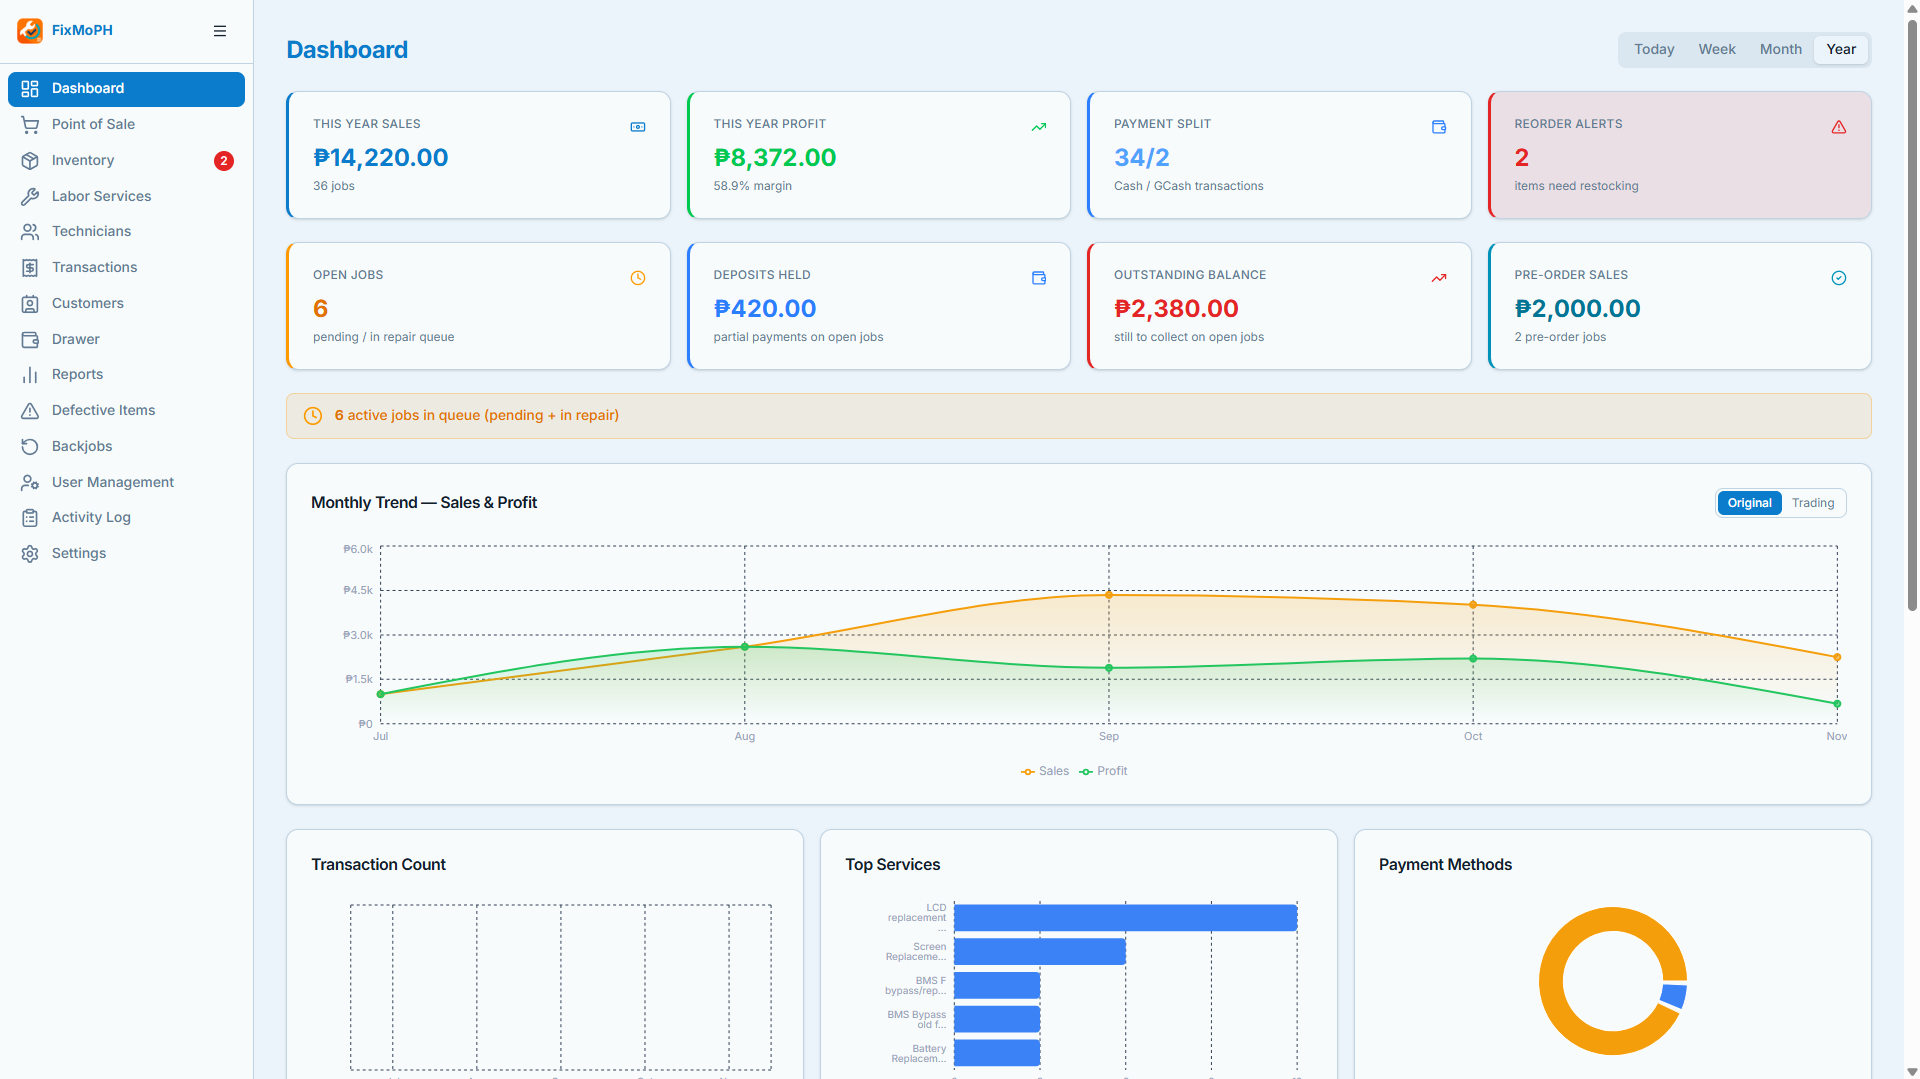 FixMoPH
Dashboard
Point of Sale
Inventory
2
Labor Services
Technicians
Transactions
Customers
Drawer
Reports
Defective Items
Backjobs
User Management
Activity Log
Settings
Dashboard
Today Week Month Year
THIS YEAR SALES
₱14,220.00
36 jobs
THIS YEAR PROFIT
₱8,372.00
58.9% margin
PAYMENT SPLIT
34/2
Cash / GCash transactions
REORDER ALERTS
2
items need restocking
OPEN JOBS
6
pending / in repair queue
DEPOSITS HELD
₱420.00
partial payments on open jobs
OUTSTANDING BALANCE
₱2,380.00
still to collect on open jobs
PRE-ORDER SALES
₱2,000.00
2 pre-order jobs
6 active jobs in queue (pending + in repair)
Monthly Trend — Sales & Profit
Original Trading
₱6.0k
₱4.5k
₱3.0k
₱1.5k
₱0
Jul Aug Sep Oct Nov
Sales Profit
Transaction Count
Top Services
LCD
replacement
...
Screen
Replaceme...
BMS F
bypass/rep...
BMS Bypass
old f...
Battery
Replacem...
Payment Methods